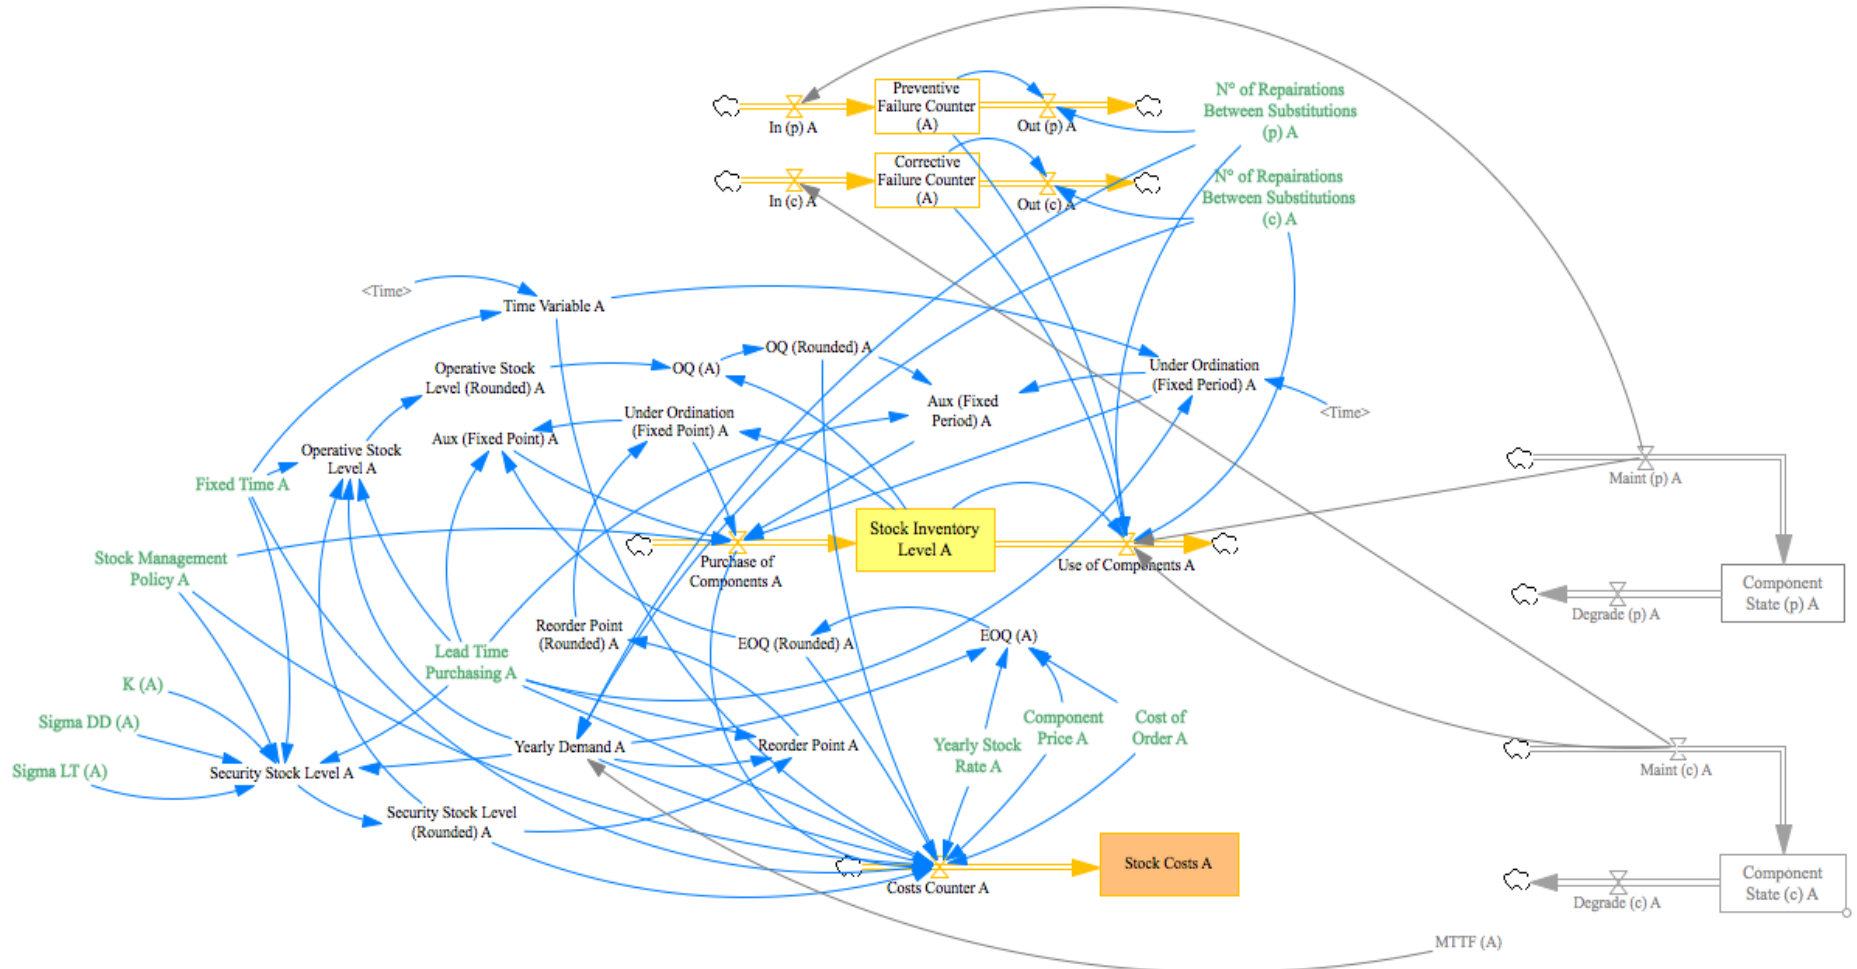 Preventive
Failure Counter
(A)
In (p) A
Out (p) A
N° of Repairations
Between Substitutions
(p) A
Corrective
Failure Counter
(A)
In (c) A
Out (c) A
N° of Repairations
Between Substitutions
(c) A
<Time>
Time Variable A
OQ (Rounded) A
Operative Stock
Level (Rounded) A
OQ (A)
Under Ordination
(Fixed Period) A
Aux (Fixed
Period) A
<Time>
Under Ordination
(Fixed Point) A
Aux (Fixed Point) A
Operative Stock
Level A
Fixed Time A
Maint (p) A
Stock Inventory
Level A
Stock Management
Policy A
Purchase of
Components A
Use of Components A
Component
State (p) A
Degrade (p) A
Reorder Point
(Rounded) A
EOQ (Rounded) A
EOQ (A)
Lead Time
Purchasing A
K (A)
Sigma DD (A)
Component
Price A
Cost of
Order A
Yearly Stock
Rate A
Yearly Demand A
Reorder Point A
Sigma LT (A)
Security Stock Level A
Maint (c) A
Security Stock Level
(Rounded) A
Stock Costs A
Costs Counter A
Component
State (c) A
Degrade (c) A
MTTF (A)